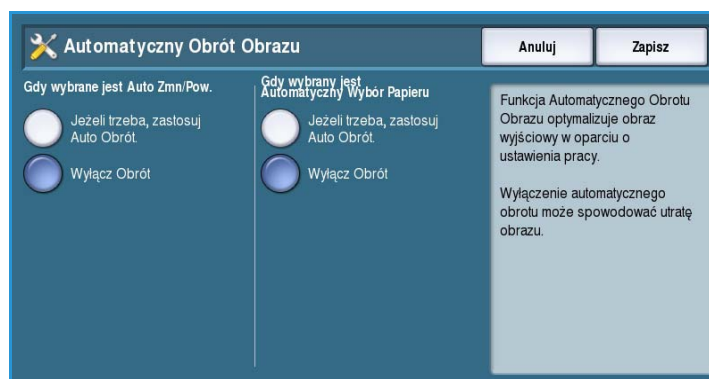 Automatyczny Obrót Obrazu
Anuluj
Zapisz
Gdy wybrane jest Auto Zmn/Pow.
Jeżeli trzeba, zastosuj
Auto Obrót.
Wyłącz Obrót
Gdy wybrany jest
Automatyczny Wybór Papieru
Jeżeli trzeba, zastosuj
Auto Obrót.
Wyłącz Obrót
Funkcja Automatycznego Obrotu
Obrazu optymalizuje obraz
wyjściowy w oparciu o
ustawienia pracy.
Wyłączenie automatycznego
obrotu może spowodować utratę
obrazu.